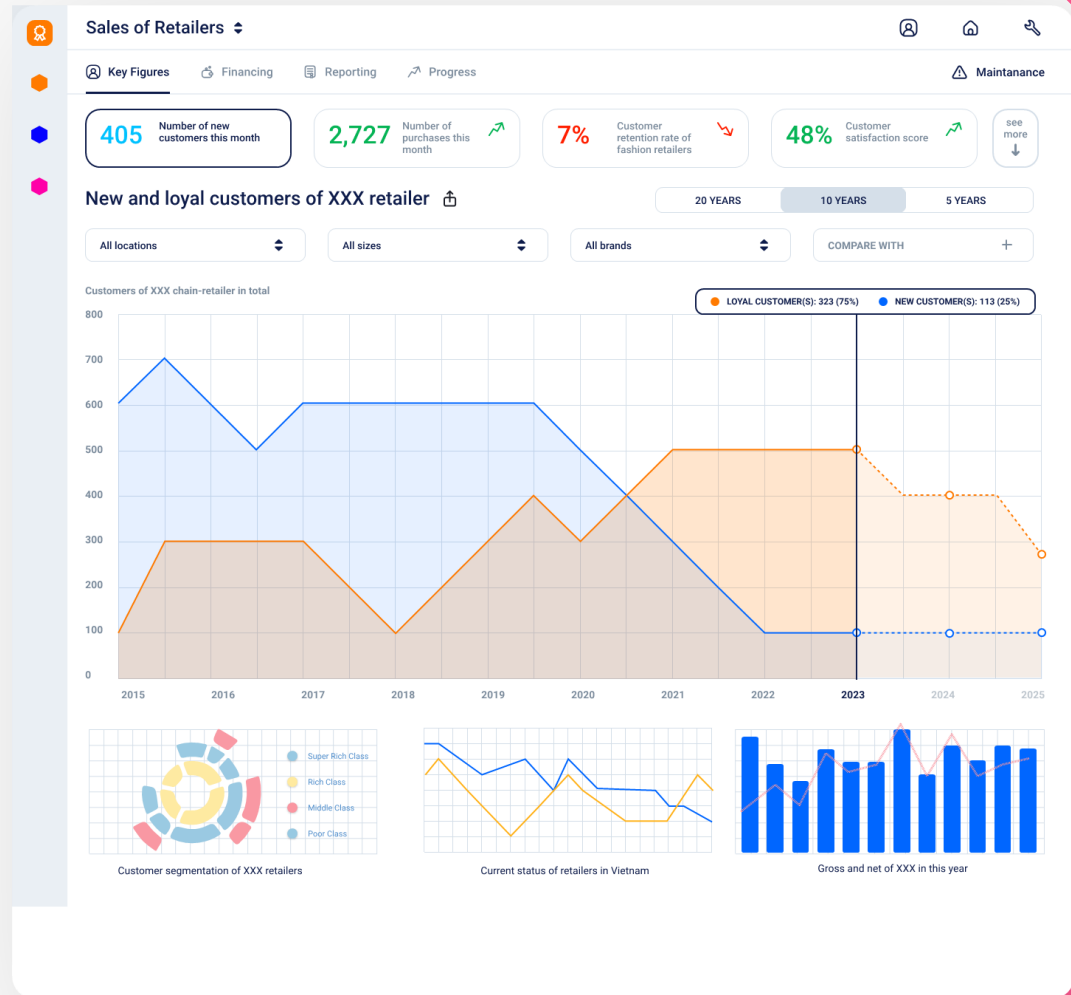 Sales of Retailers
Key Figures
Financing
Reporting
Progress
Maintanance
405
Number of new
customers this month
2,727
Number of
purchases this
month
7%
Customer
retention rate of
fashion retailers
48%
Customer
satisfaction score
see
more
New and loyal customers of XXX retailer
20 YEARS
10 YEARS
5 YEARS
All locations
All sizes
All brands
COMPARE WITH
Customers of XXX chain-retailer in total
LOYAL CUSTOMER(S): 323 (75%)
NEW CUSTOMER(S): 113 (25%)
800
700
600
500
400
300
200
100
0
2015
2016
2017
2018
2019
2020
2021
2022
2023
2024
2025
Super Rich Class
Rich Class
Middle Class
Poor Class
Customer segmentation of XXX retailers
Current status of retailers in Vietnam
Gross and net of XXX in this year